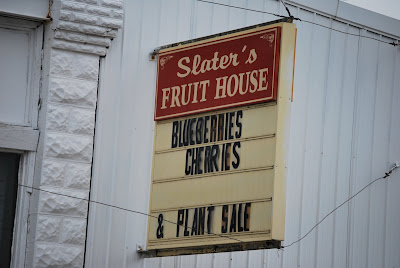 Slater's
FRUIT HOUSE
BLUEBERRIES
CHERRIES
& PLANT SALE